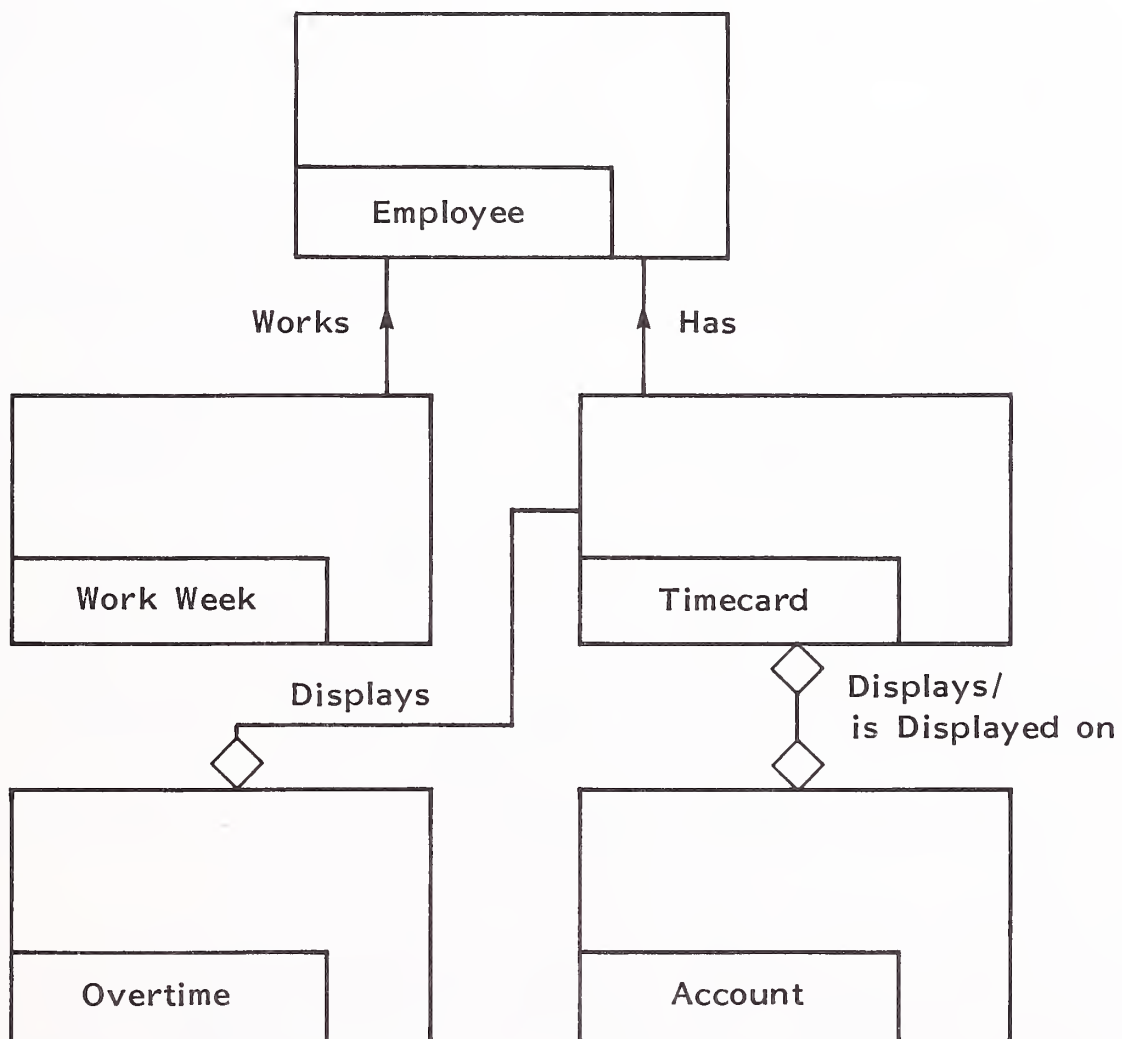 Employee
Works
Has
Work Week
Timecard
Displays
Displays/
is Displayed on
Overtime
Account